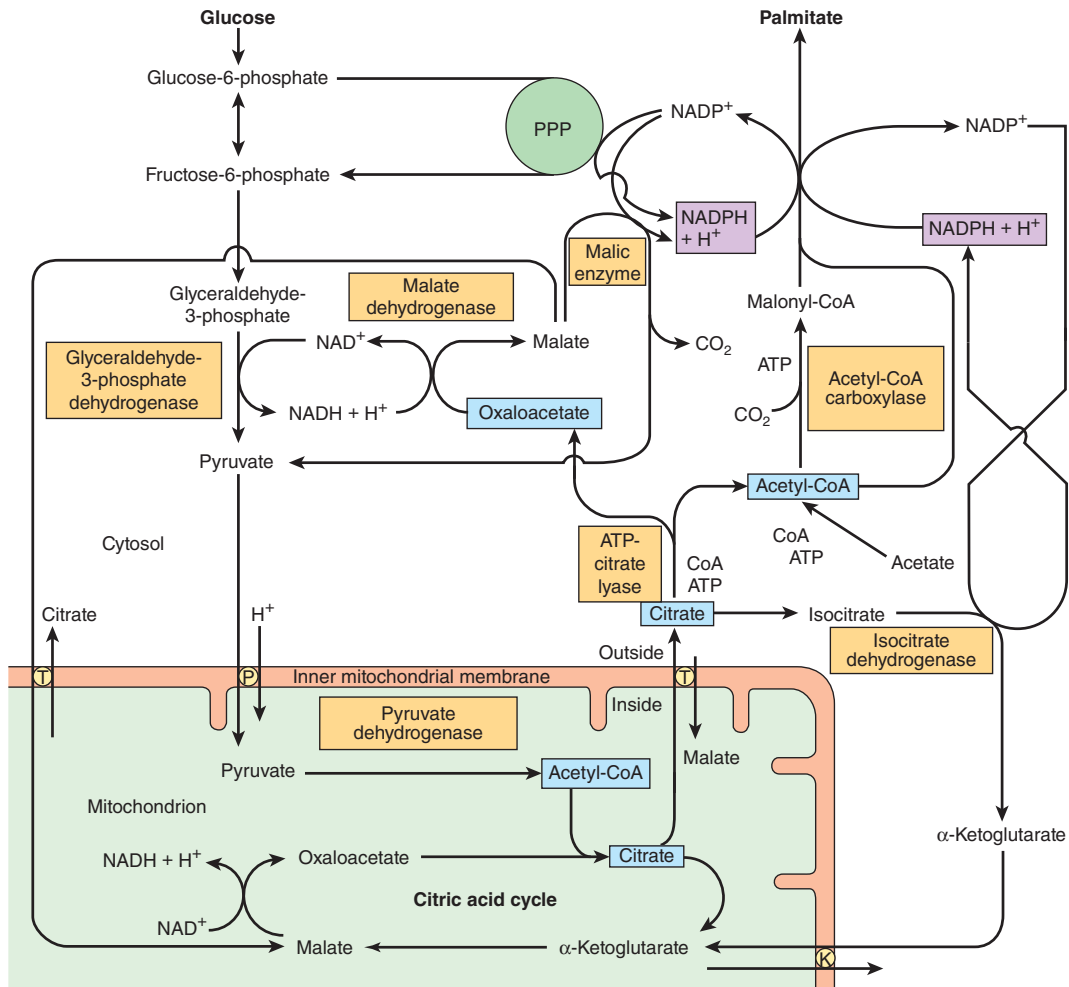 Glucose
Palmitate
Glucose-6-phosphate
PPP
NADP+
NADP+
Fructose-6-phosphate
NADPH
+ H+
NADPH + H+
Malic
enzyme
Glyceraldehyde-
3-phosphate
Malate
dehydrogenase
Malonyl-CoA
NAD+
Malate
CO2
ATP
Glyceraldehyde-
3-phosphate
dehydrogenase
Acetyl-CoA
carboxylase
NADH + H+
Oxaloacetate
CO2
Pyruvate
Acetyl-CoA
Cytosol
ATP-
citrate
lyase
CoA
ATP
CoA
ATP
Acetate
Citrate
H+
Citrate
Isocitrate
Isocitrate
dehydrogenase
Outside
T
P
Inner mitochondrial membrane
T
Inside
Pyruvate
dehydrogenase
Malate
Pyruvate
Acetyl-CoA
Mitochondrion
α-Ketoglutarate
NADH + H+
Oxaloacetate
Citrate
Citric acid cycle
NAD+
Malate
α-Ketoglutarate
K